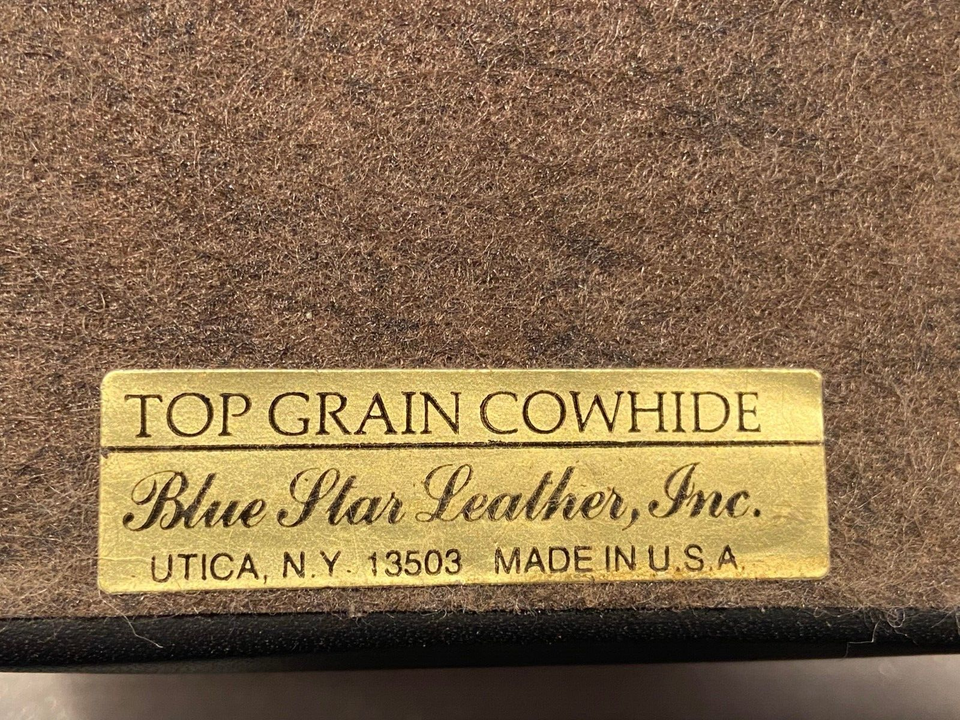 TOP GRAIN COWHIDE
Blue Star Leather, Inc.
UTICA, N.Y. 13503 MADE IN U.S.A.